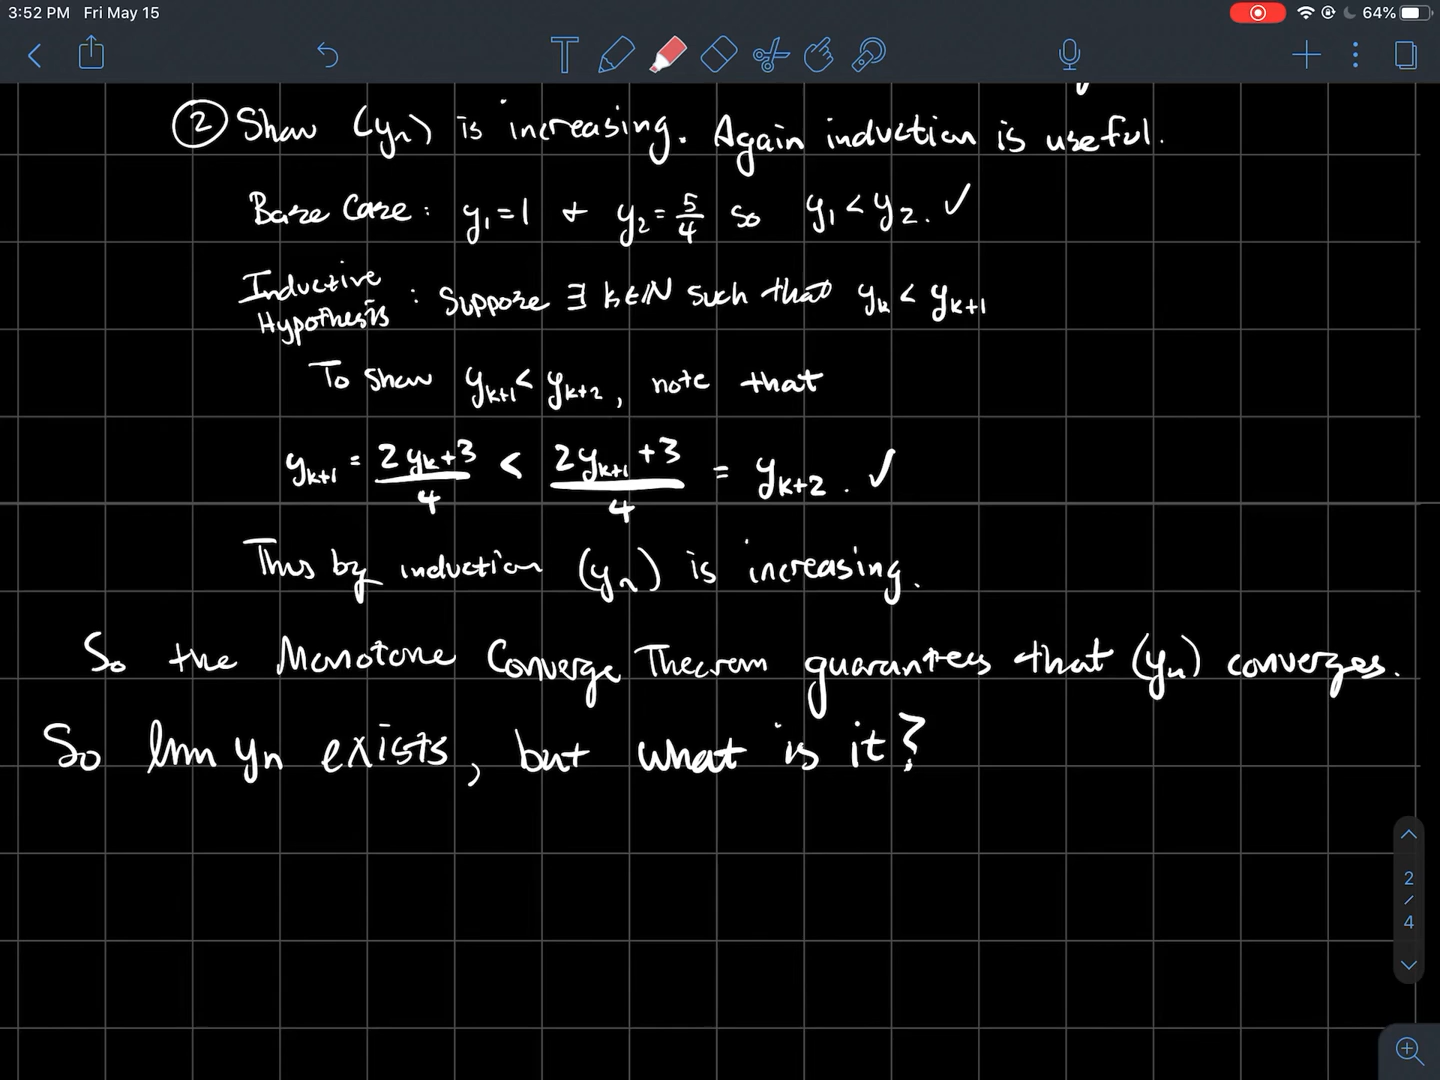 3:52 PM Fri May 15 64%
② Show (yₙ) is increasing. Again induction is useful.
Base Case: y₁=1 + y₂=5/4 so y₁<y₂. ✓
Inductive Hypothesis: Suppose ∃ k∈ℕ such that yₖ < yₖ₊₁
To show yₖ₊₁ < yₖ₊₂, note that
yₖ₊₁ = (2yₖ+3)/4 < (2yₖ₊₁+3)/4 = yₖ₊₂. ✓
Thus by induction (yₙ) is increasing.
So the Monotone Converge Theorem guarantees that (yₙ) converges.
So lim yₙ exists, but what is it?
2
/
4